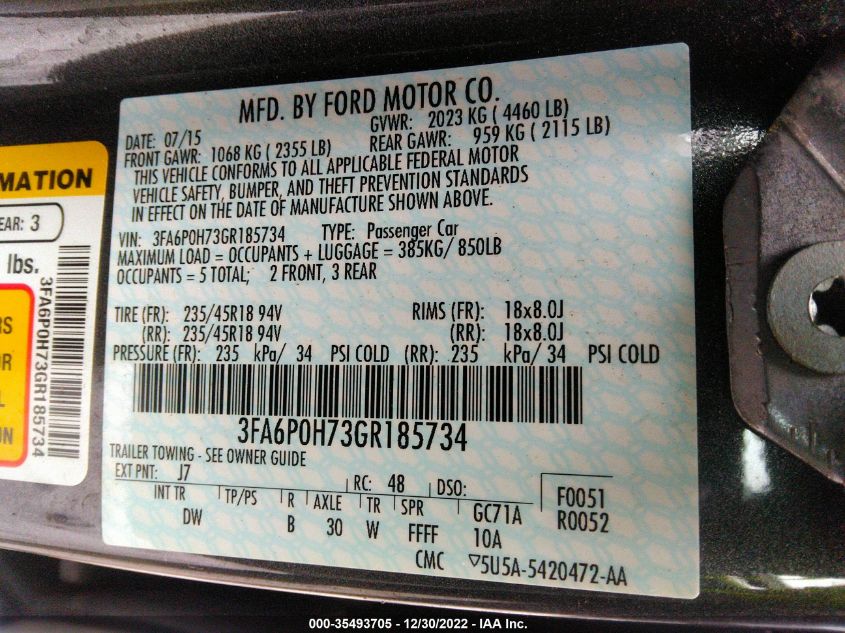 MFD. BY FORD MOTOR CO.
DATE: 07/15 GVWR: 2023 KG ( 4460 LB)
FRONT GAWR: 1068 KG ( 2355 LB) REAR GAWR: 959 KG ( 2115 LB)
THIS VEHICLE CONFORMS TO ALL APPLICABLE FEDERAL MOTOR
VEHICLE SAFETY, BUMPER, AND THEFT PREVENTION STANDARDS
IN EFFECT ON THE DATE OF MANUFACTURE SHOWN ABOVE.
VIN: 3FA6P0H73GR185734 TYPE: Passenger Car
MAXIMUM LOAD = OCCUPANTS + LUGGAGE = 385KG/ 850LB
OCCUPANTS = 5 TOTAL; 2 FRONT, 3 REAR
TIRE (FR): 235/45R18 94V RIMS (FR): 18x8.0J
(RR): 235/45R18 94V (RR): 18x8.0J
PRESSURE (FR): 235 kPa/ 34 PSI COLD (RR): 235 kPa/ 34 PSI COLD
3FA6P0H73GR185734
TRAILER TOWING - SEE OWNER GUIDE
EXT PNT: J7 RC: 48 DSO:
INT TR TP/PS R AXLE TR SPR GC71A F0051
DW B 30 W FFFF 10A R0052
CMC ▽5U5A-5420472-AA
RMATION
EAR: 3
lbs.
3FA6P0H73GR185734
RS
OR
L
ON
000-35493705 - 12/30/2022 - IAA Inc.